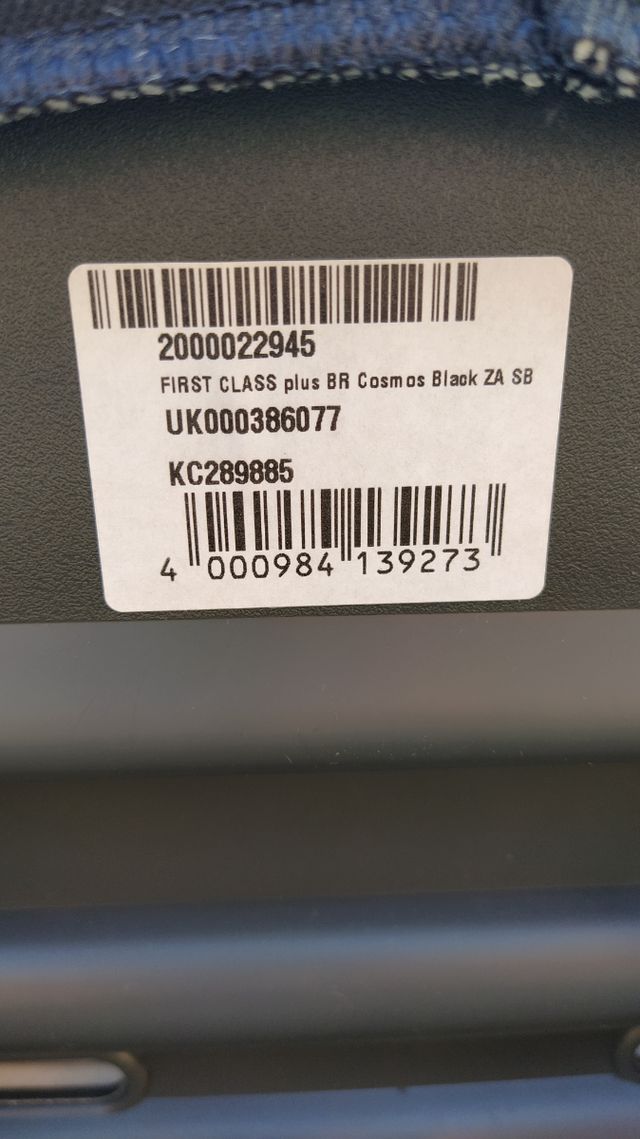 2000022945
FIRST CLASS plus BR Cosmos Black ZA SB
UK000386077
KC289885
4 000984 139273